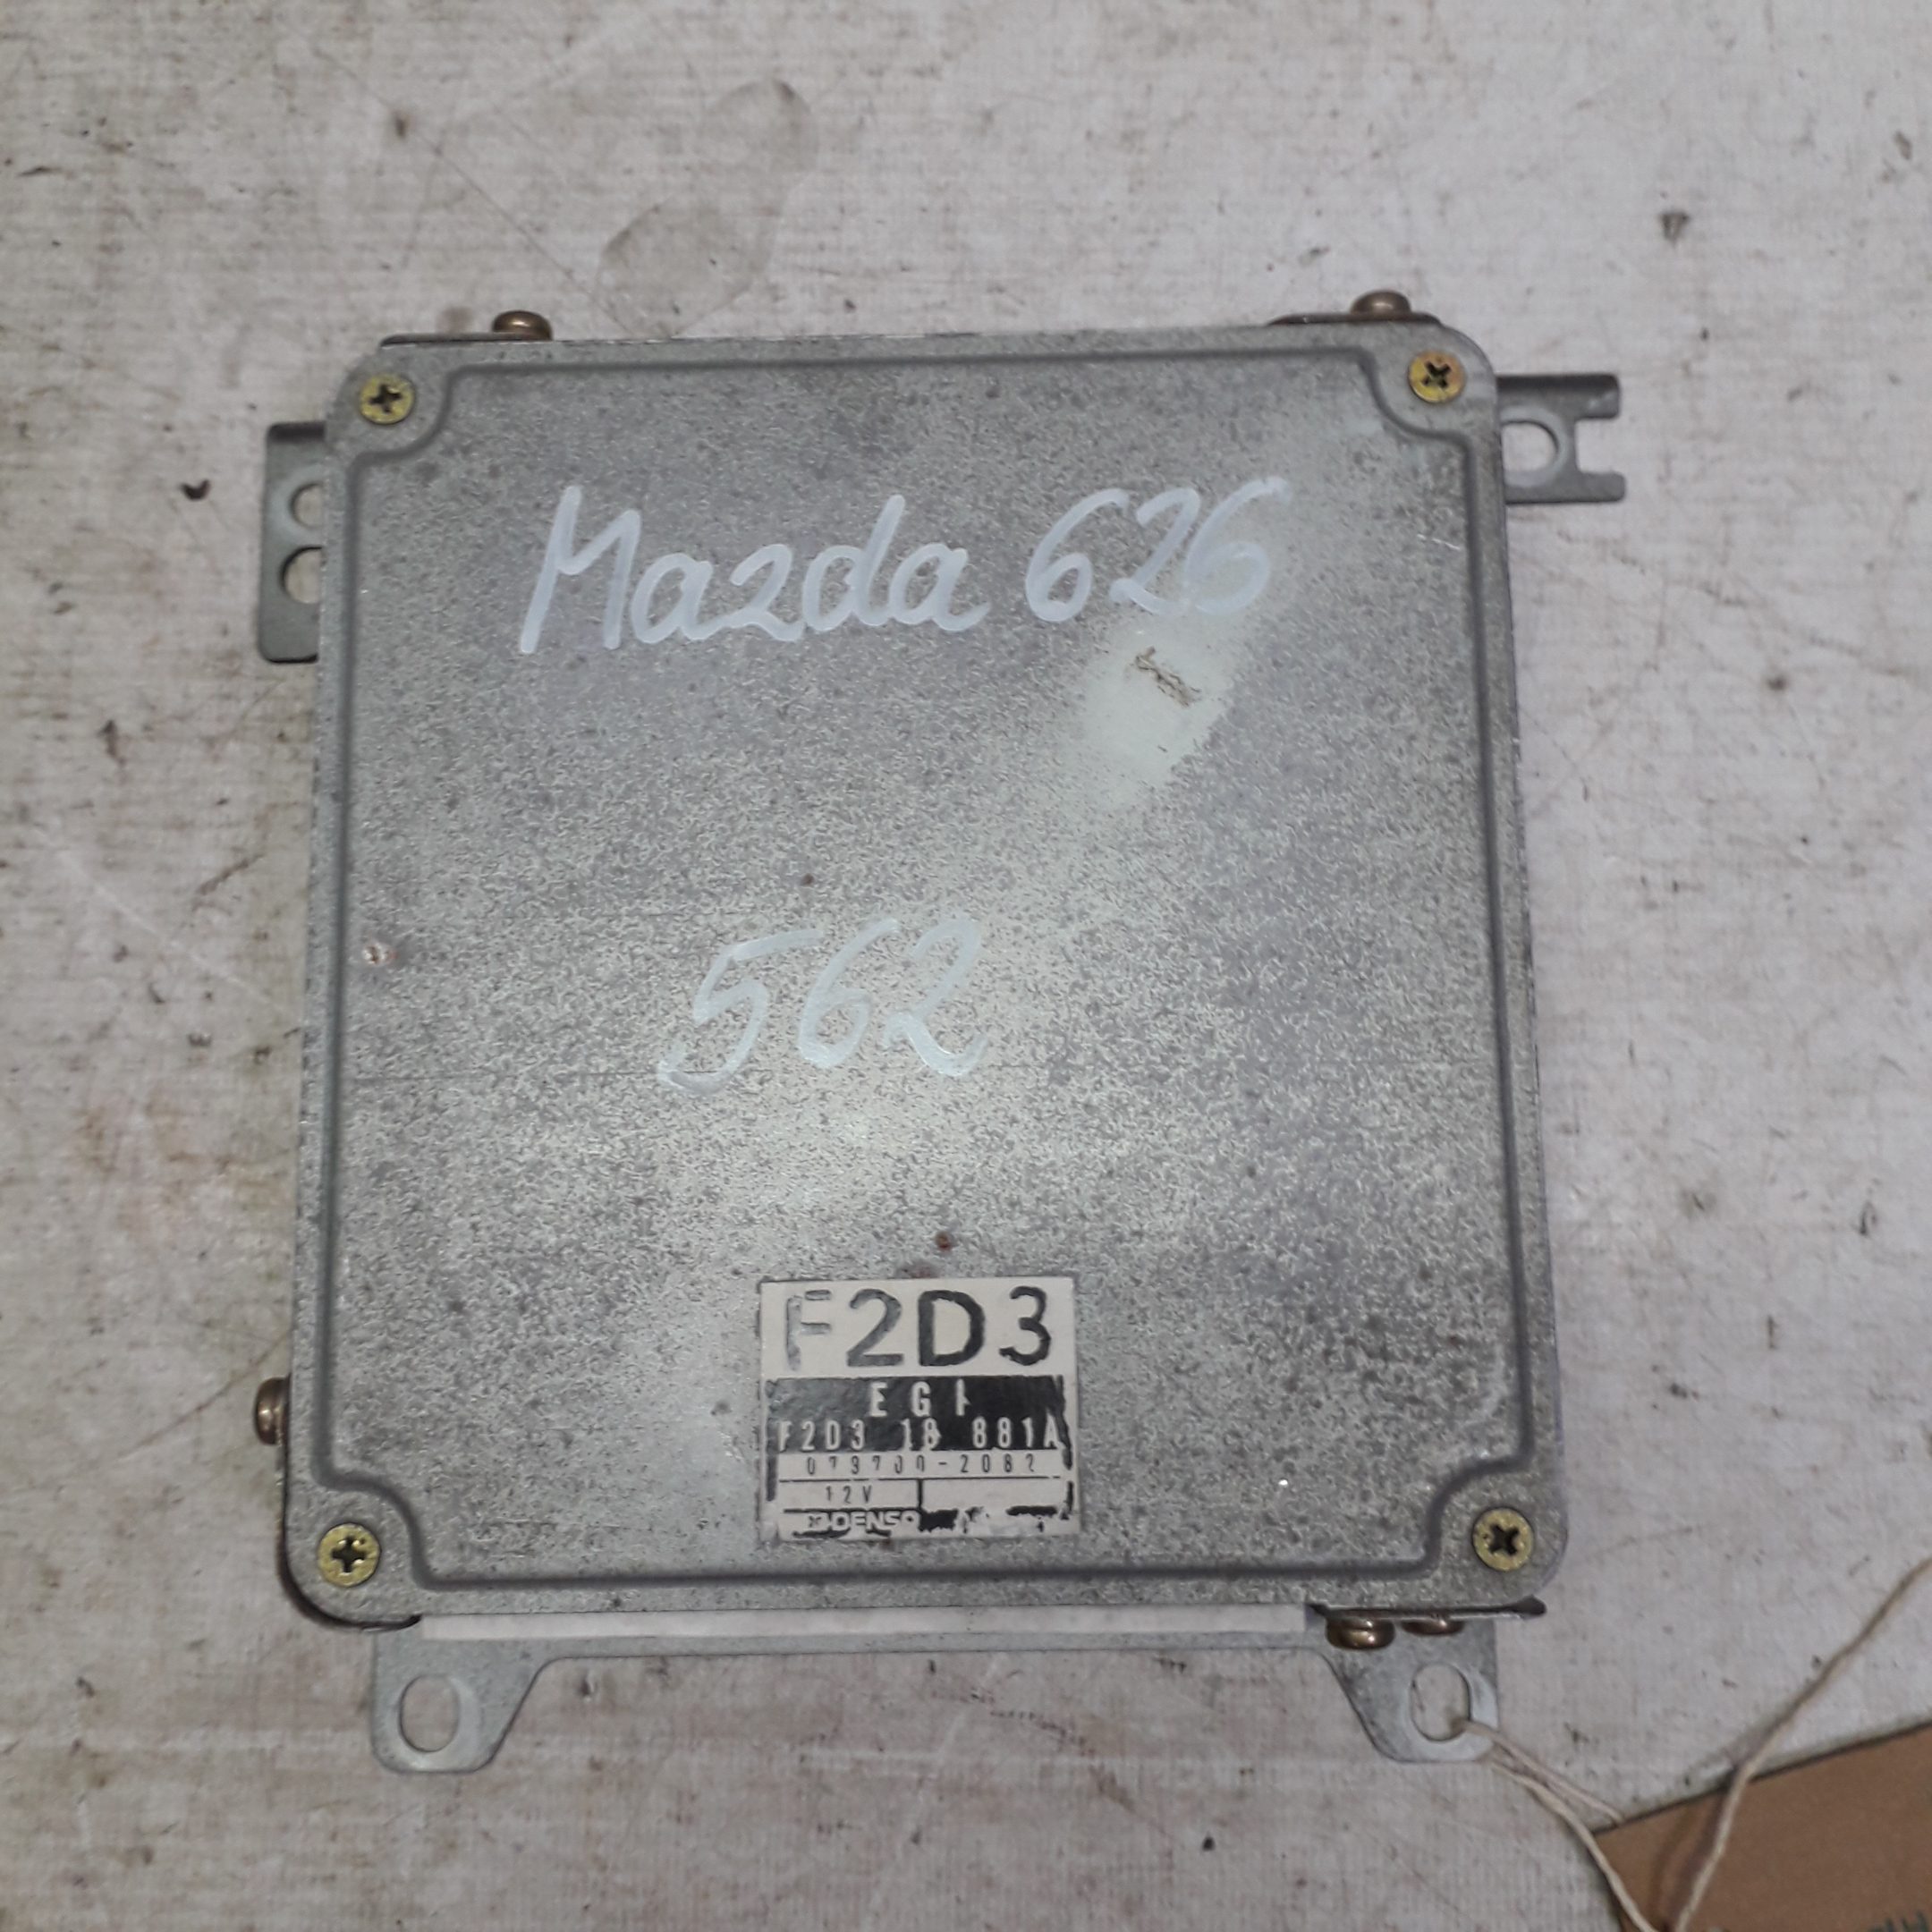 Mazda 626
562
F2D3
EGI
F2D3 18 881A
079700-2082
12V
DENSO